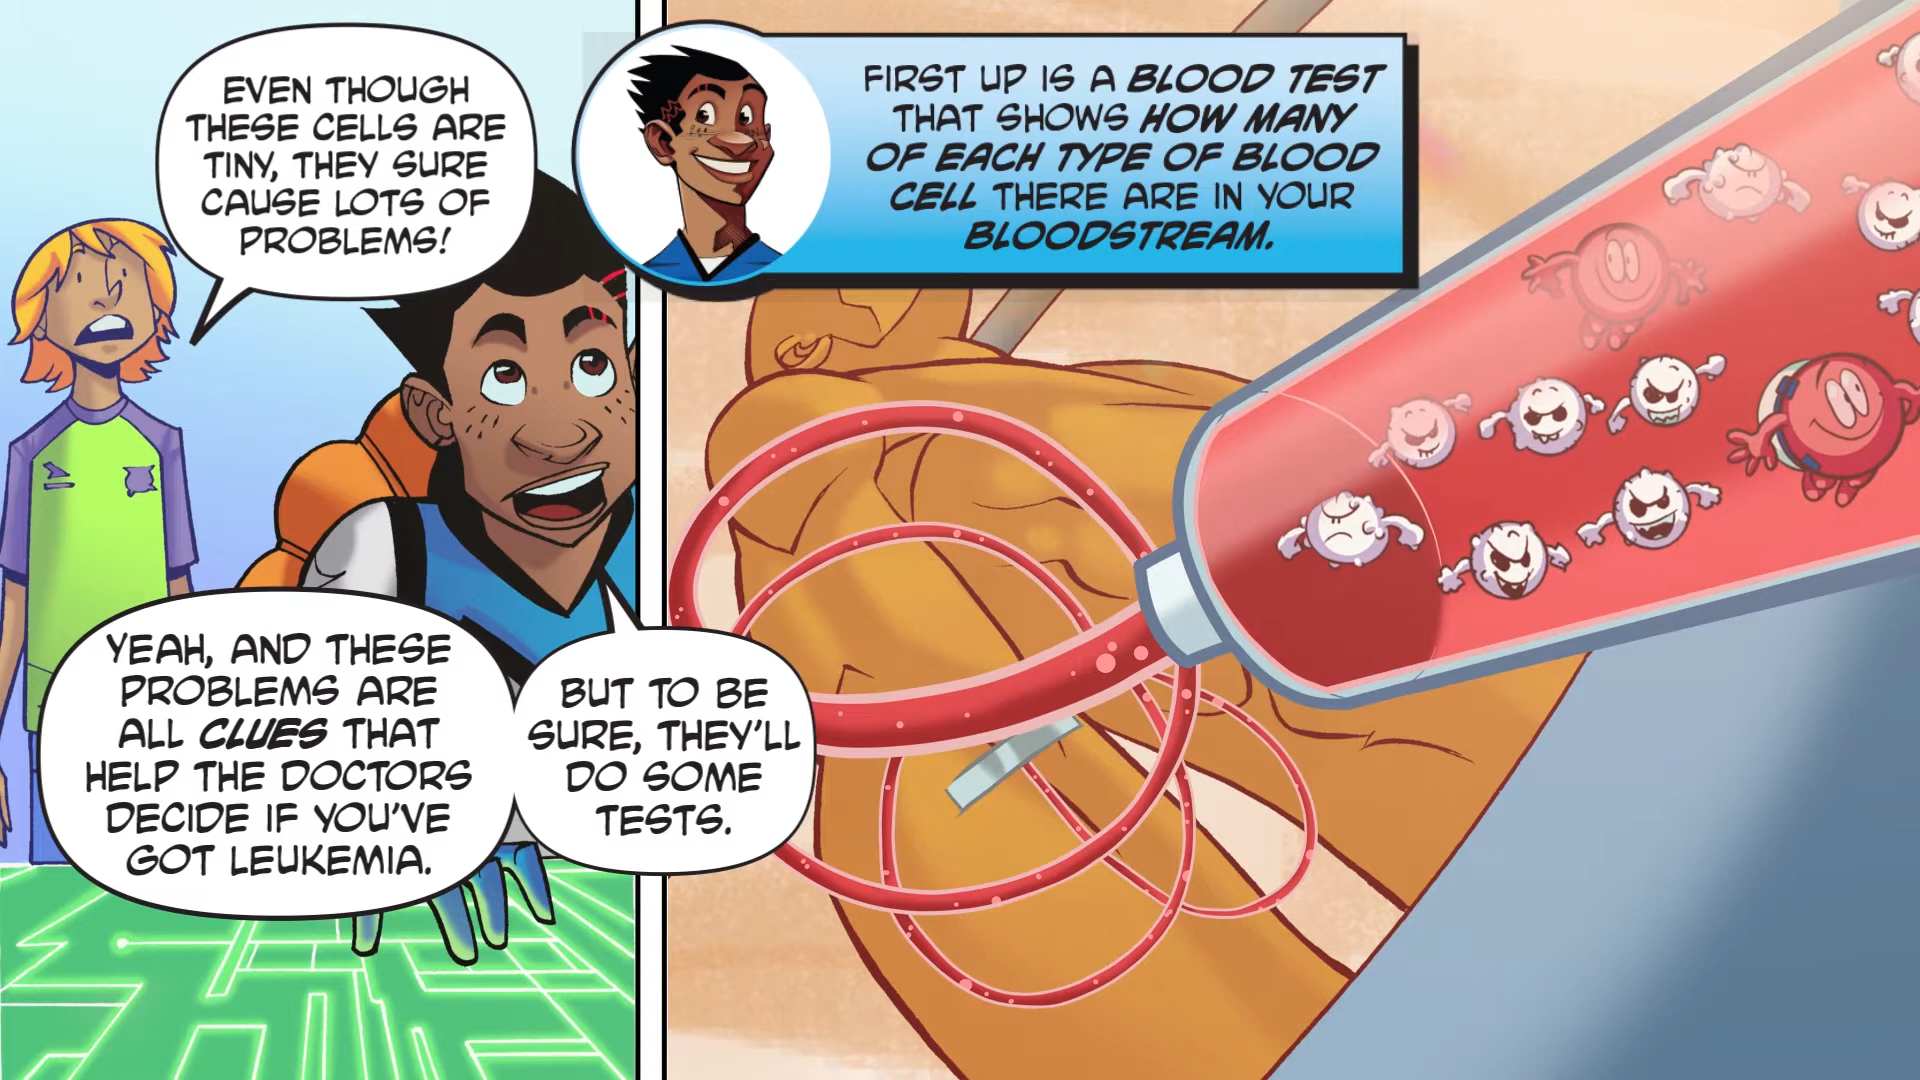 EVEN THOUGH
THESE CELLS ARE
TINY, THEY SURE
CAUSE LOTS OF
PROBLEMS!
YEAH, AND THESE
PROBLEMS ARE
ALL CLUES THAT
HELP THE DOCTORS
DECIDE IF YOU'VE
GOT LEUKEMIA.
BUT TO BE
SURE, THEY'LL
DO SOME
TESTS.
FIRST UP IS A BLOOD TEST
THAT SHOWS HOW MANY
OF EACH TYPE OF BLOOD
CELL THERE ARE IN YOUR
BLOODSTREAM.